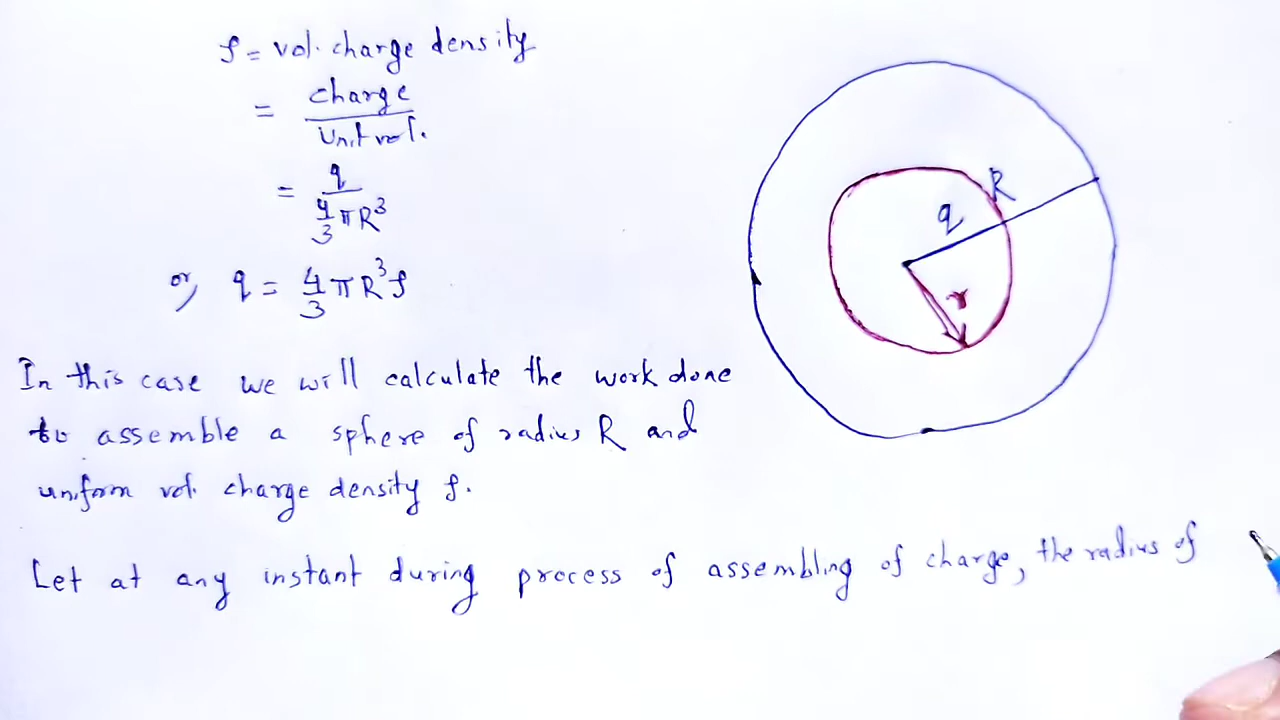 ρ = vol. charge density
= charge / Unit vol.
= q / 4/3 πR³
or, q = 4/3 πR³ρ
In this case we will calculate the work done
to assemble a sphere of radius R and
uniform vol. charge density ρ.
Let at any instant during process of assembling of charge, the radius of
R
q
r